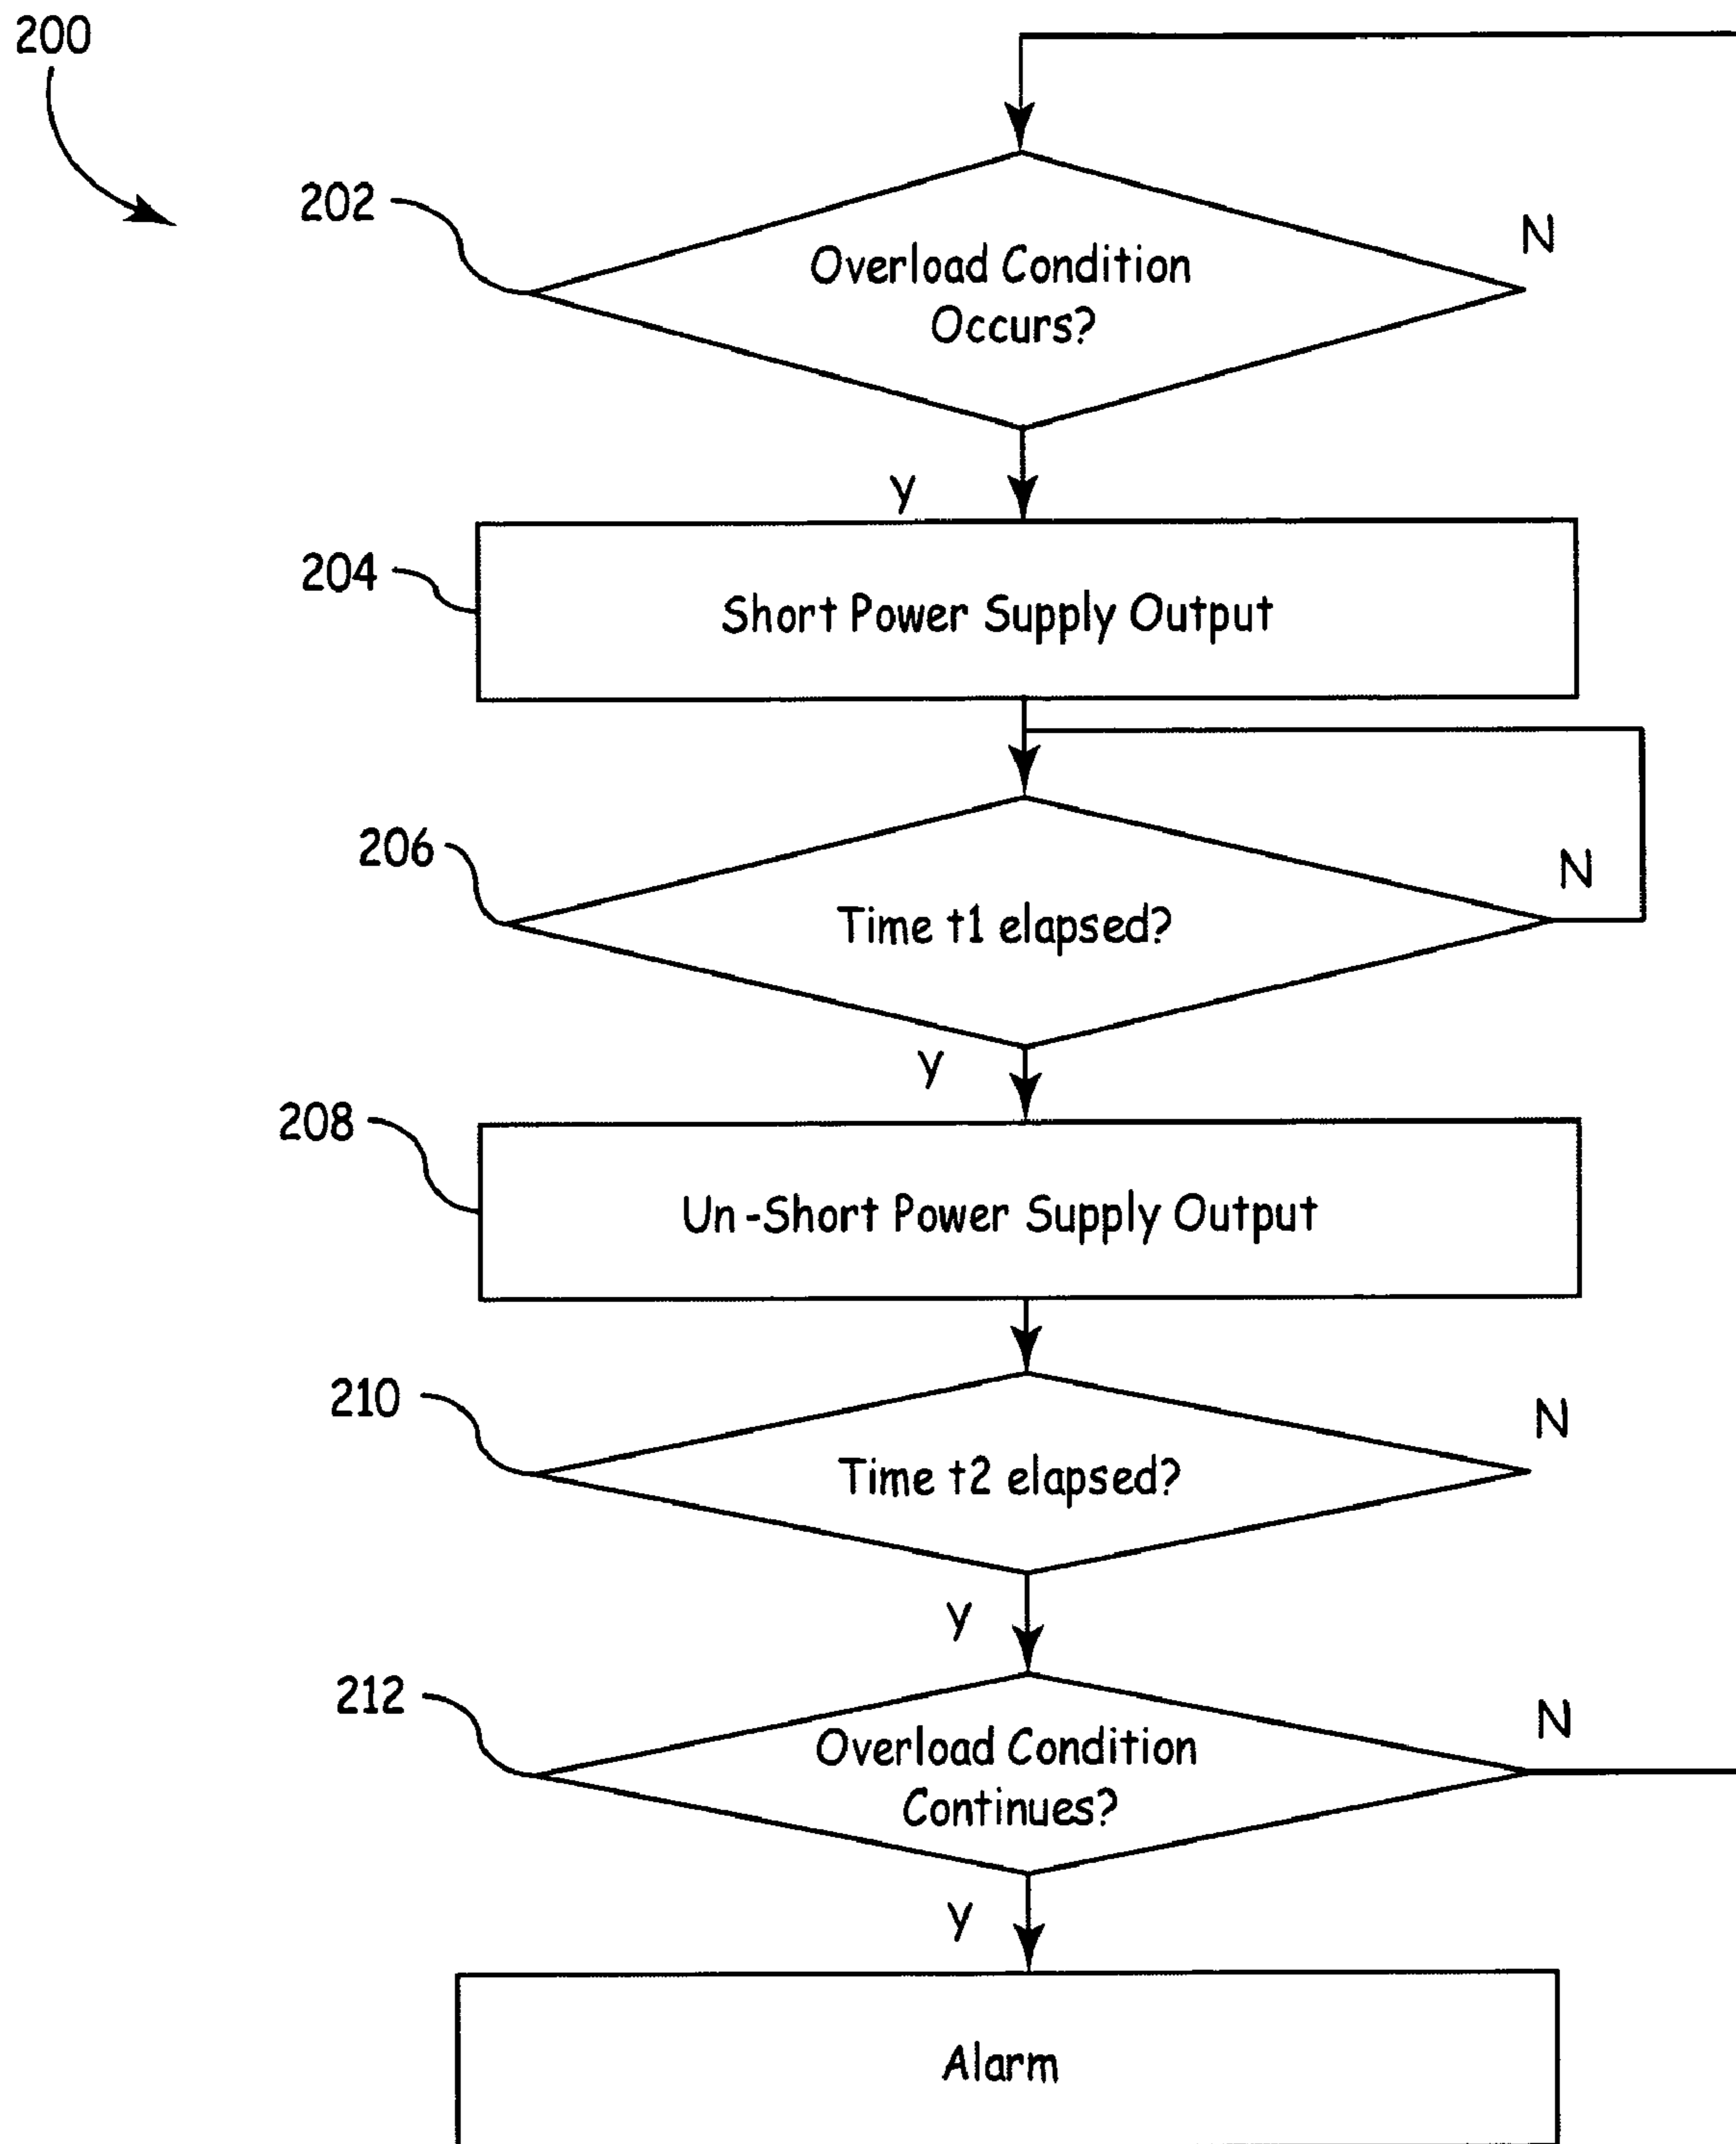 200
202
Overload Condition
Occurs?
N
Y
204
Short Power Supply Output
206
Time t1 elapsed?
N
Y
208
Un-Short Power Supply Output
210
Time t2 elapsed?
N
Y
212
Overload Condition
Continues?
N
Y
Alarm